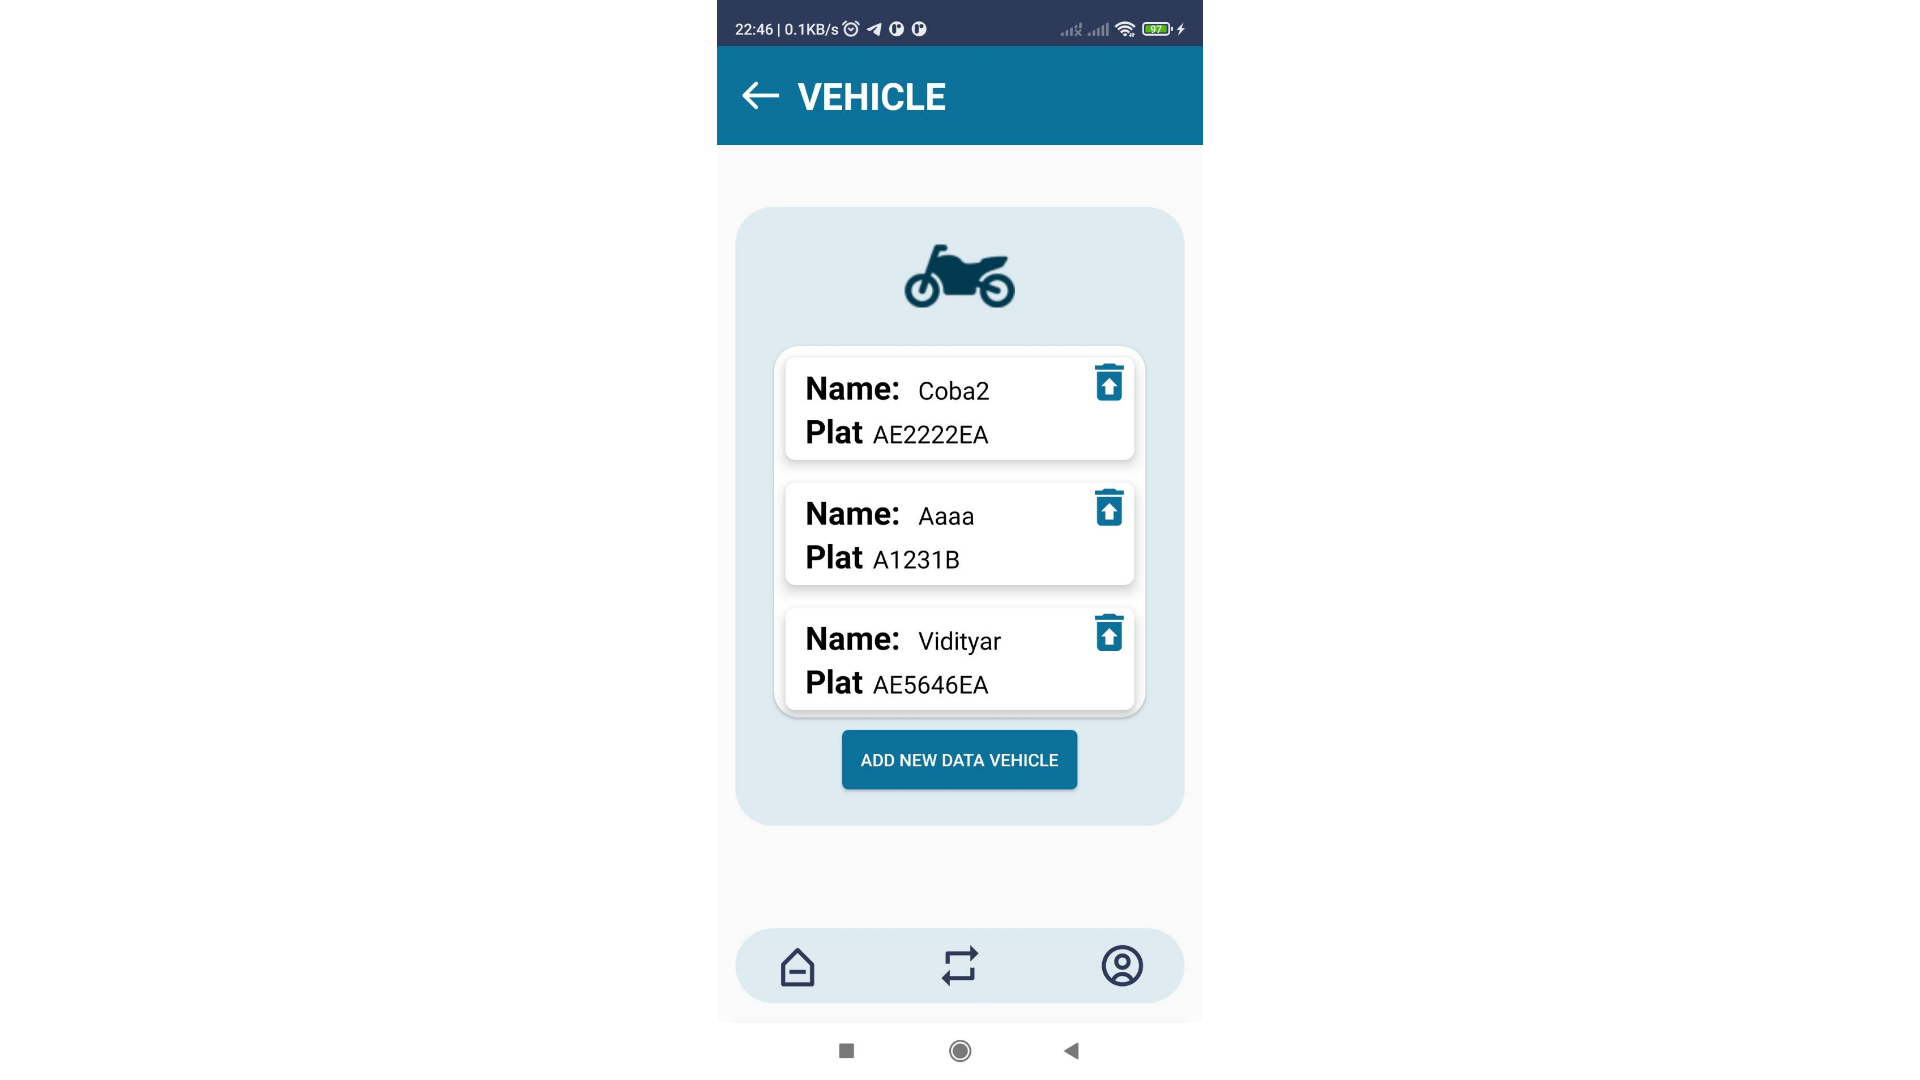 22:46 | 0.1KB/s
97
VEHICLE
Name: Coba2
Plat AE2222EA
Name: Aaaa
Plat A1231B
Name: Vidityar
Plat AE5646EA
ADD NEW DATA VEHICLE